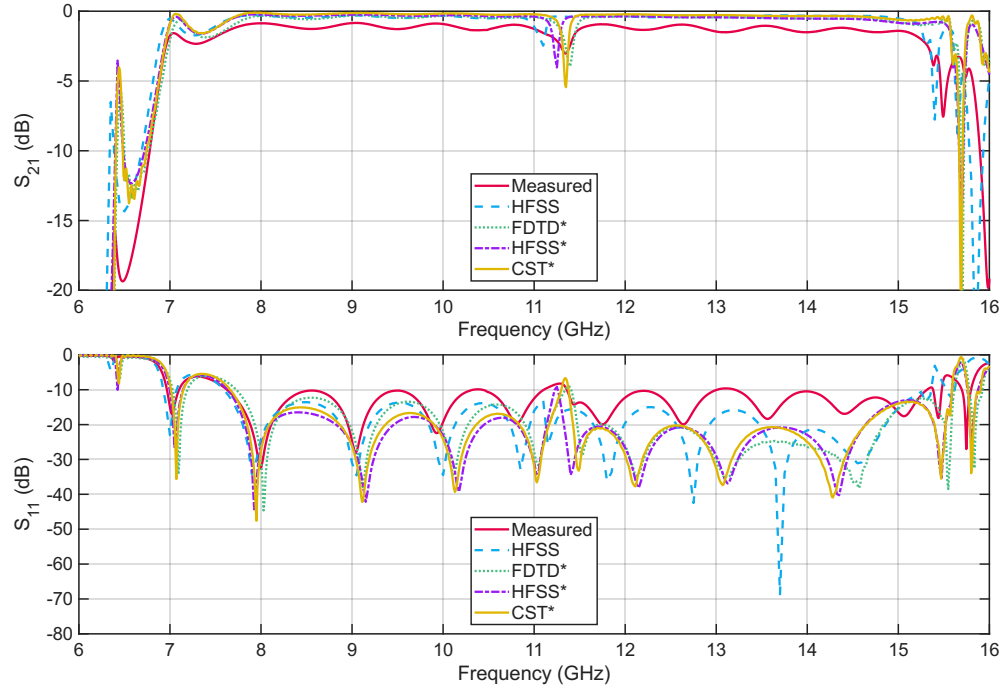 0
-5
-10
-15
-20
S21 (dB)
Measured
HFSS
FDTD*
HFSS*
CST*
6 7 8 9 10 11 12 13 14 15 16
Frequency (GHz)
0
-10
-20
-30
-40
-50
-60
-70
-80
S11 (dB)
Measured
HFSS
FDTD*
HFSS*
CST*
6 7 8 9 10 11 12 13 14 15 16
Frequency (GHz)